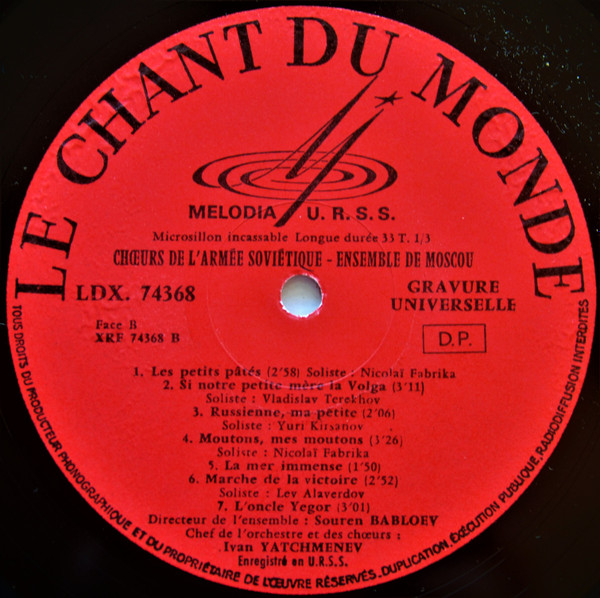 LE CHANT DU MONDE
MELODIA U.R.S.S.
Microsillon incassable Longue durée 33 T. 1/3
CHŒURS DE L'ARMÉE SOVIÉTIQUE - ENSEMBLE DE MOSCOU
LDX. 74368
GRAVURE
UNIVERSELLE
Face B
XRE 74368 B
D.P.
1. Les petits pâtés (2'58) Soliste : Nicolaï Fabrika
2. Si notre petite mère la Volga (3'11)
Soliste : Vladislav Terekhov
3. Russienne, ma petite (2'06)
Soliste : Yuri Kirsanov
4. Moutons, mes moutons (3'26)
Soliste : Nicolaï Fabrika
5. La mer immense (1'50)
6. Marche de la victoire (2'52)
Soliste : Lev Alaverdov
7. L'oncle Yegor (3'01)
Directeur de l'ensemble : Souren BABLOEV
Chef de l'orchestre et des chœurs :
Ivan YATCHMENEV
Enregistré en U.R.S.S.
TOUS DROITS DU PRODUCTEUR PHONOGRAPHIQUE ET DU PROPRIÉTAIRE DE L'ŒUVRE RÉSERVÉS. DUPLICATION, EXÉCUTION PUBLIQUE, RADIODIFFUSION INTERDITES